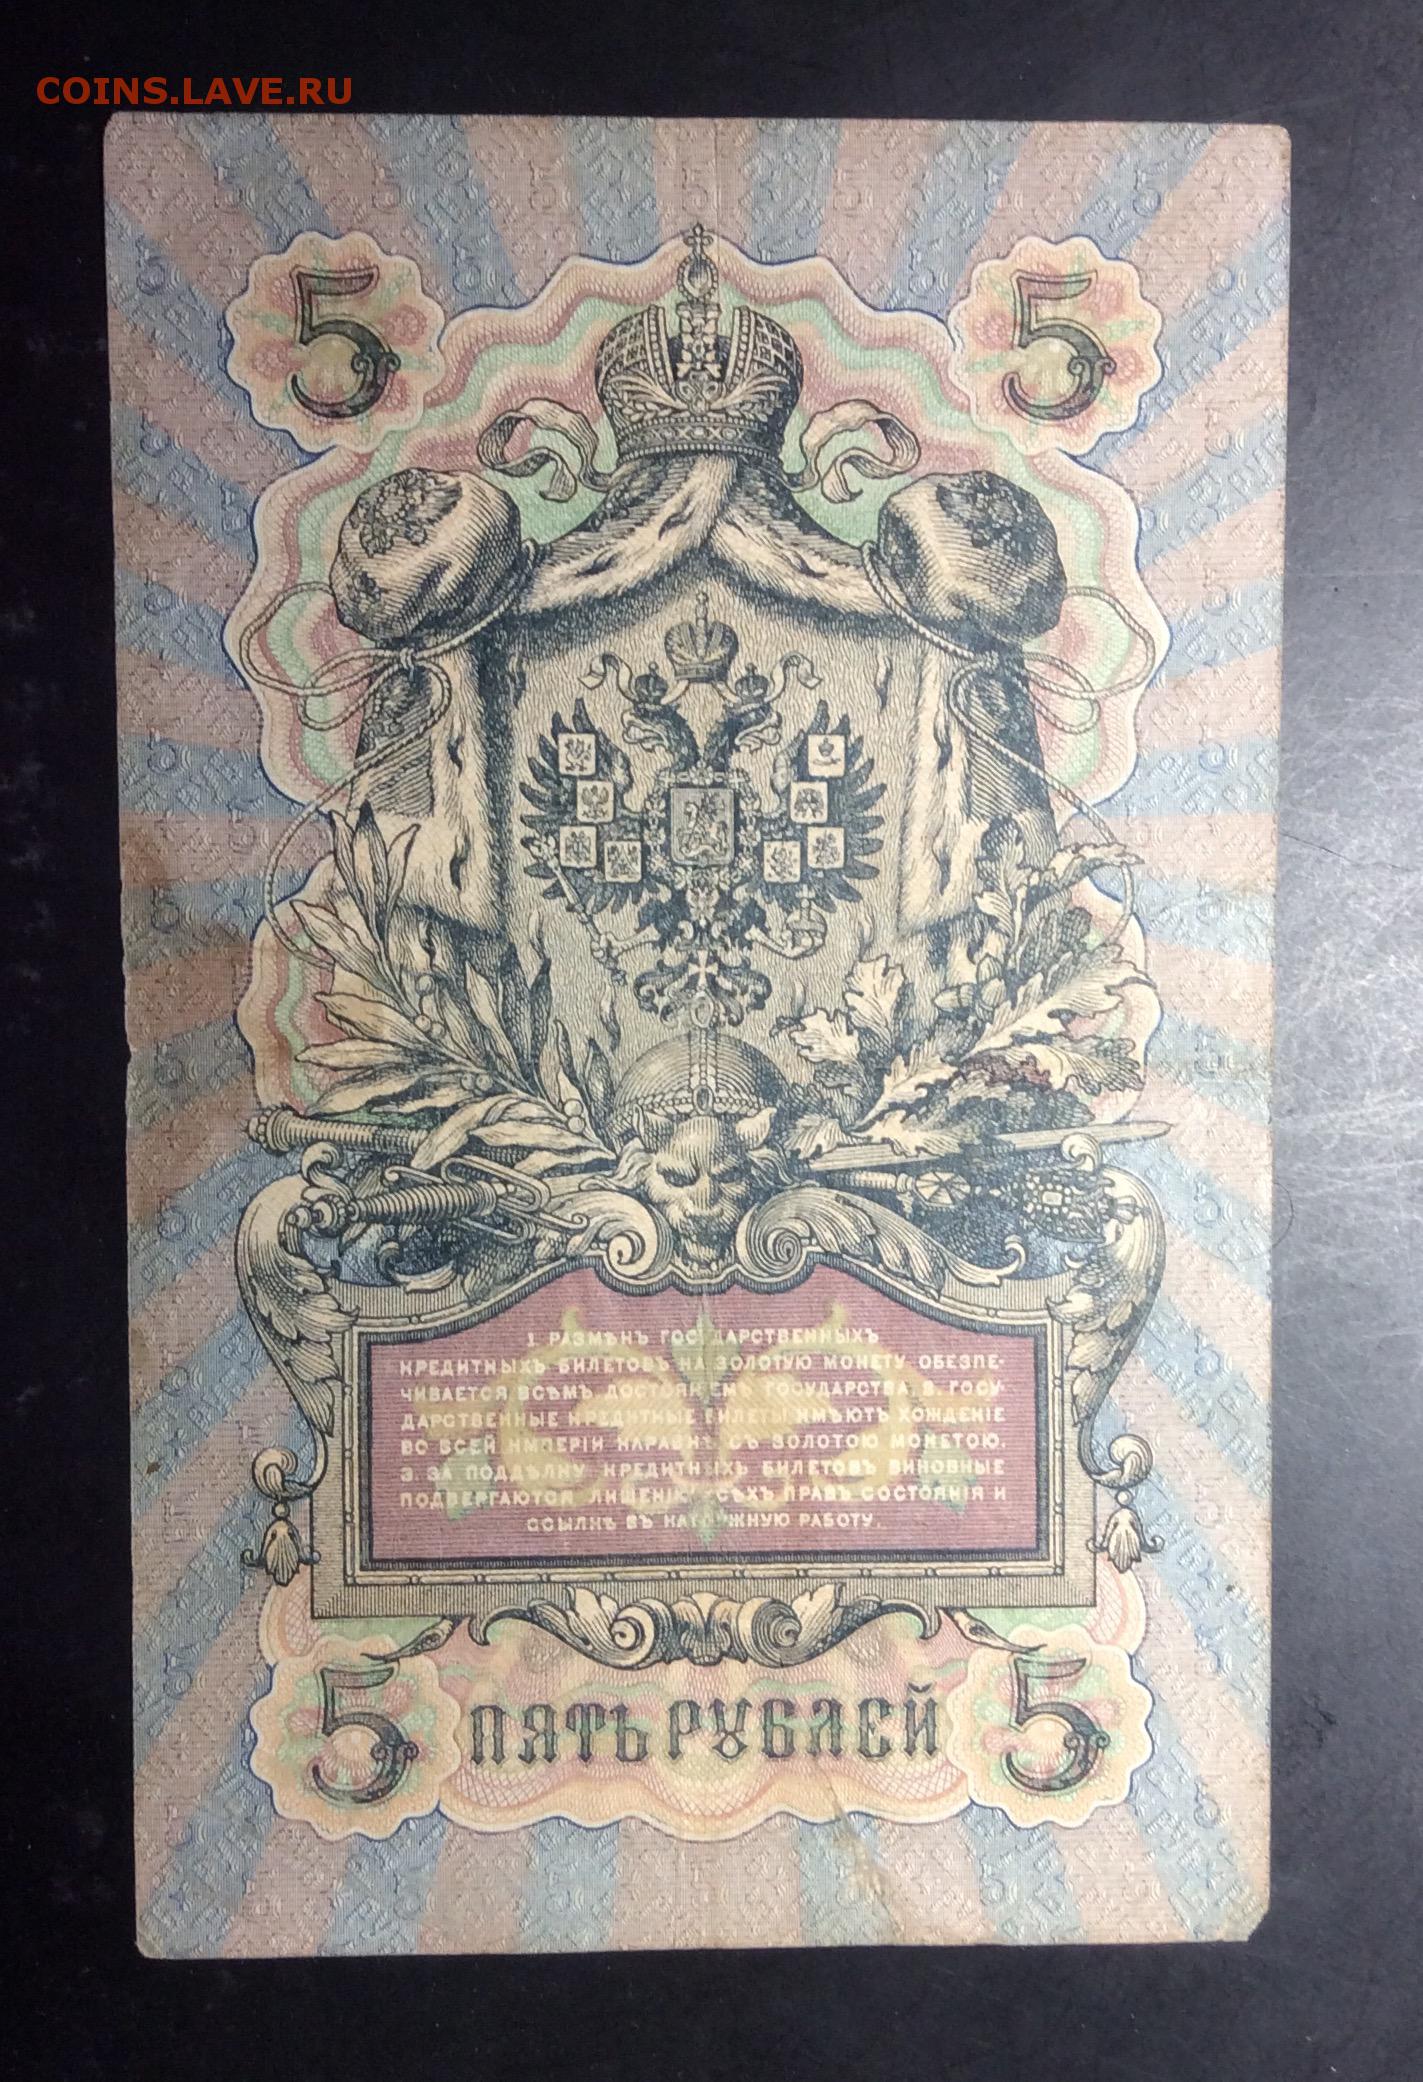 COINS.LAVE.RU
5 5
1. РАЗМѢНЪ ГОСУДАРСТВЕННЫХЪ
КРЕДИТНЫХЪ БИЛЕТОВЪ НА ЗОЛОТУЮ МОНЕТУ ОБЕЗПЕ-
ЧИВАЕТСЯ ВСѢМЪ ДОСТОЯНІЕМЪ ГОСУДАРСТВА. 2. ГОСУ-
ДАРСТВЕННЫЕ КРЕДИТНЫЕ БИЛЕТЫ ИМѢЮТЪ ХОЖДЕНІЕ
ВО ВСЕЙ ИМПЕРІИ НАРАВНѢ СЪ ЗОЛОТОЮ МОНЕТОЮ.
3. ЗА ПОДДѢЛКУ КРЕДИТНЫХЪ БИЛЕТОВЪ ВИНОВНЫЕ
ПОДВЕРГАЮТСЯ ЛИШЕНІЮ ВСѢХЪ ПРАВЪ СОСТОЯНІЯ И
ССЫЛКѢ ВЪ КАТОРЖНУЮ РАБОТУ.
5 ПЯТЬ РУБЛЕЙ 5